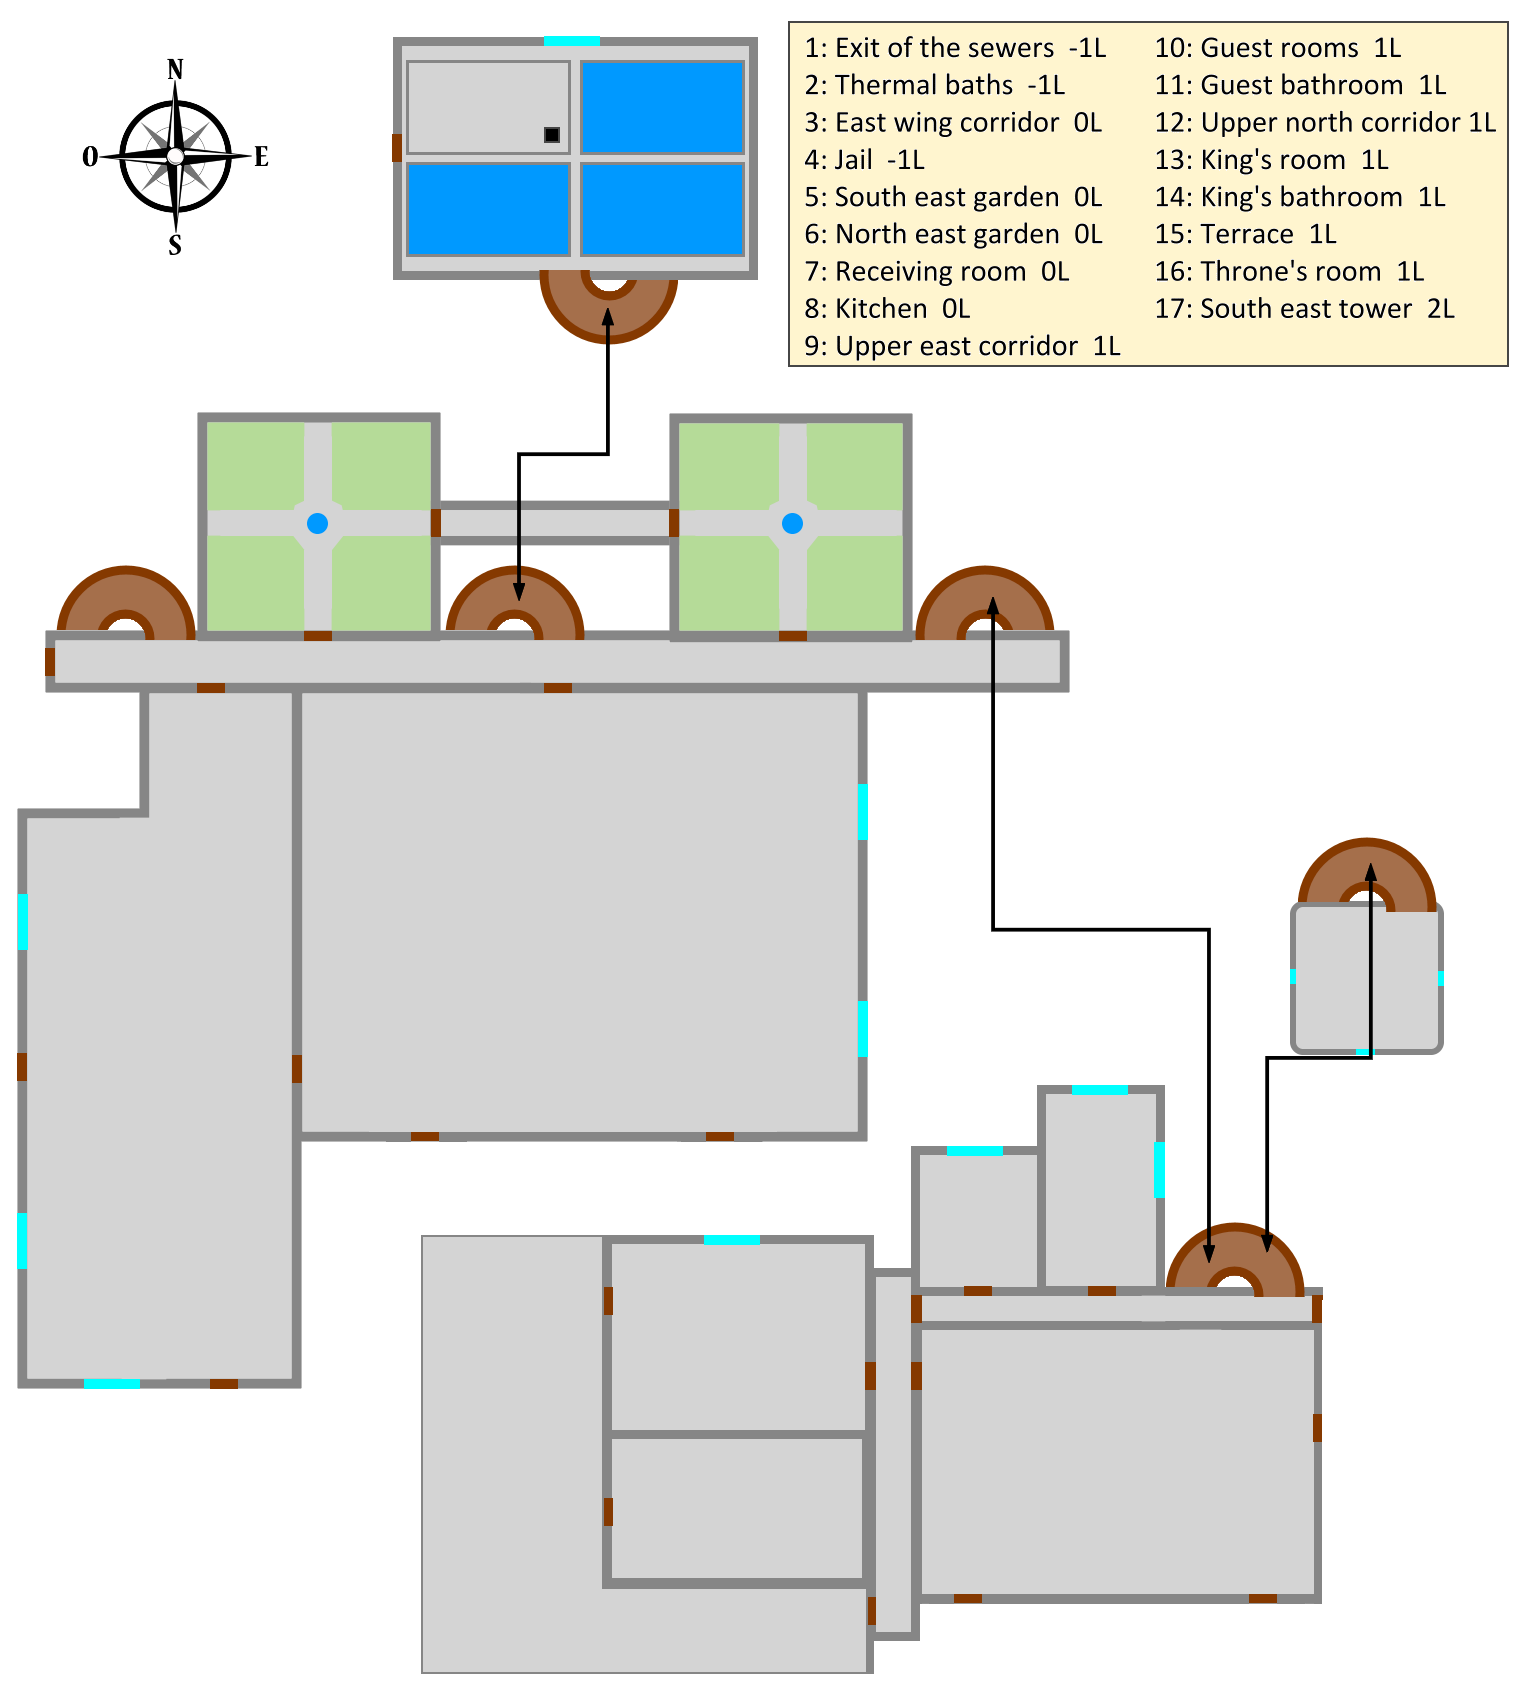 N
O
E
S
1: Exit of the sewers -1L
2: Thermal baths -1L
3: East wing corridor 0L
4: Jail -1L
5: South east garden 0L
6: North east garden 0L
7: Receiving room 0L
8: Kitchen 0L
9: Upper east corridor 1L
10: Guest rooms 1L
11: Guest bathroom 1L
12: Upper north corridor 1L
13: King's room 1L
14: King's bathroom 1L
15: Terrace 1L
16: Throne's room 1L
17: South east tower 2L